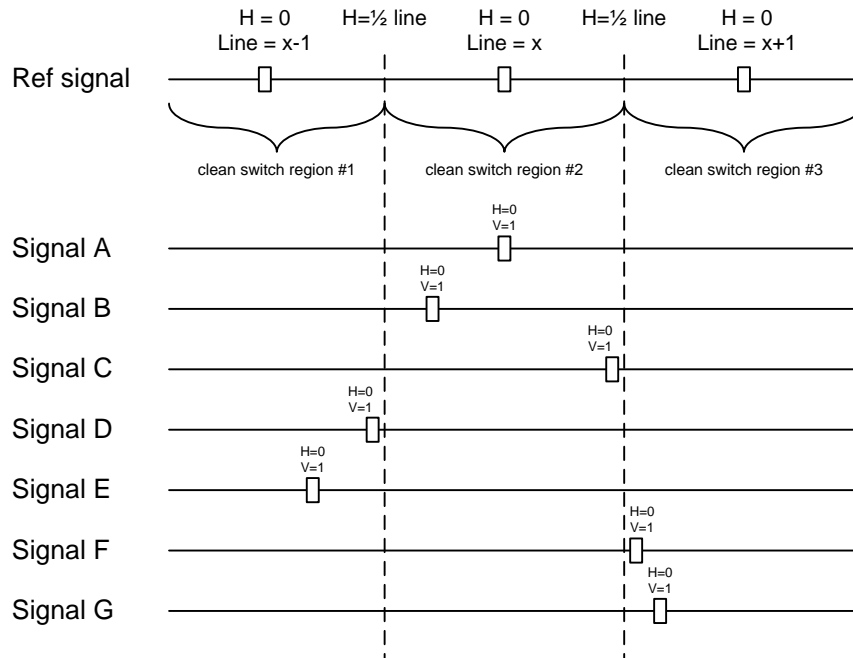 H = 0 H=½ line H = 0 H=½ line H = 0
Line = x-1 Line = x Line = x+1
Ref signal
clean switch region #1 clean switch region #2 clean switch region #3
H=0
V=1
Signal A
H=0
V=1
Signal B
H=0
V=1
Signal C
H=0
V=1
Signal D
H=0
V=1
Signal E
H=0
V=1
Signal F
H=0
V=1
Signal G